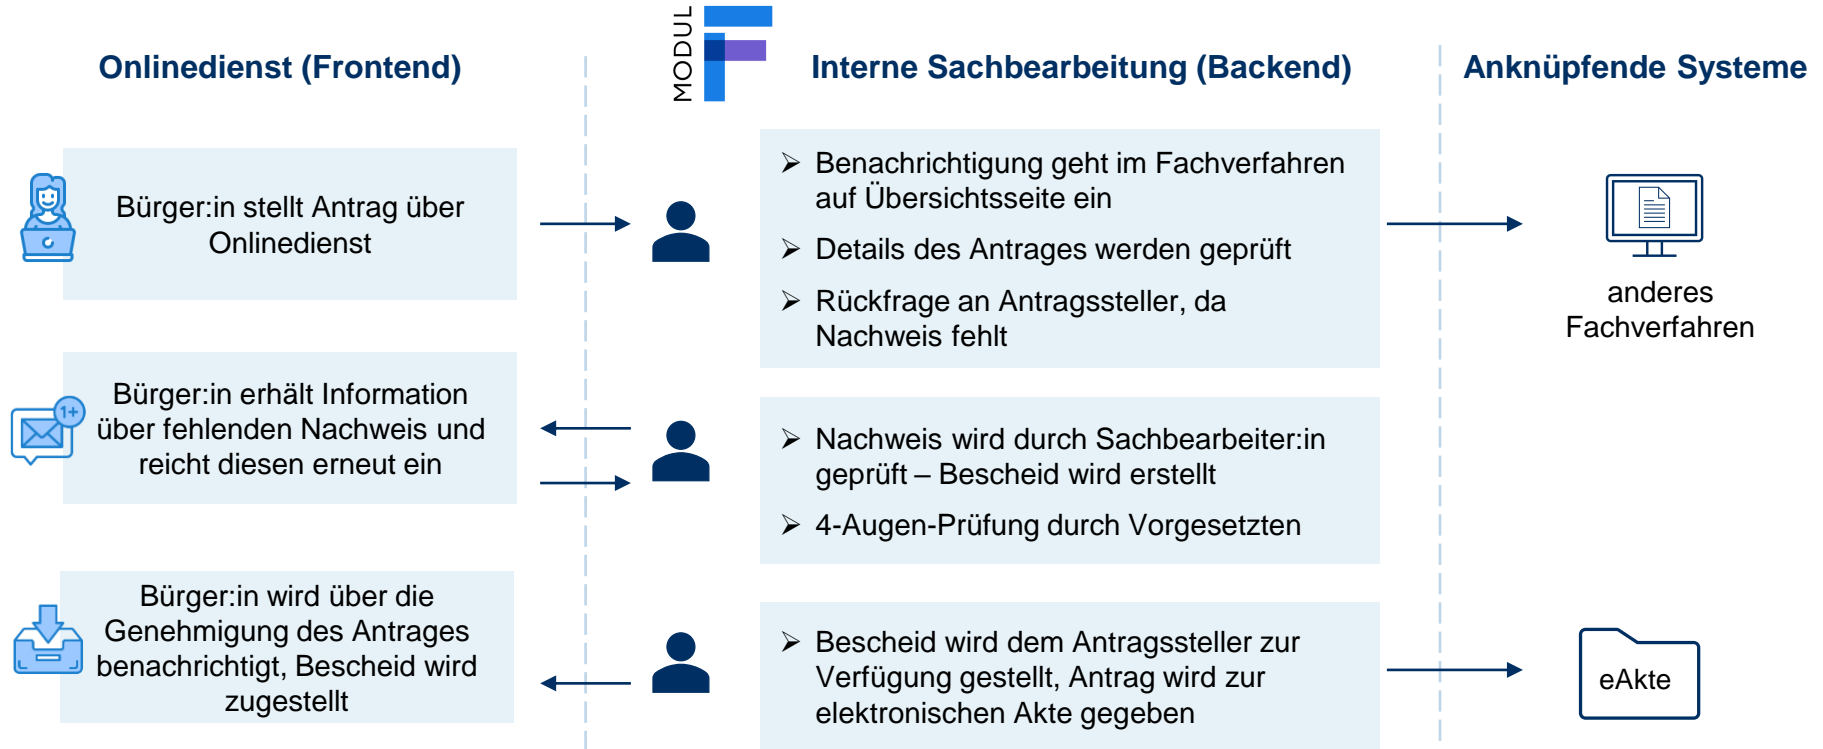 MODUL
Onlinedienst (Frontend)
Interne Sachbearbeitung (Backend)
Anknüpfende Systeme
Bürger:in stellt Antrag über
Onlinedienst
➢ Benachrichtigung geht im Fachverfahren
auf Übersichtsseite ein
➢ Details des Antrages werden geprüft
➢ Rückfrage an Antragssteller, da
Nachweis fehlt
anderes
Fachverfahren
1+
Bürger:in erhält Information
über fehlenden Nachweis und
reicht diesen erneut ein
➢ Nachweis wird durch Sachbearbeiter:in
geprüft – Bescheid wird erstellt
➢ 4-Augen-Prüfung durch Vorgesetzten
Bürger:in wird über die
Genehmigung des Antrages
benachrichtigt, Bescheid wird
zugestellt
➢ Bescheid wird dem Antragssteller zur
Verfügung gestellt, Antrag wird zur
elektronischen Akte gegeben
eAkte